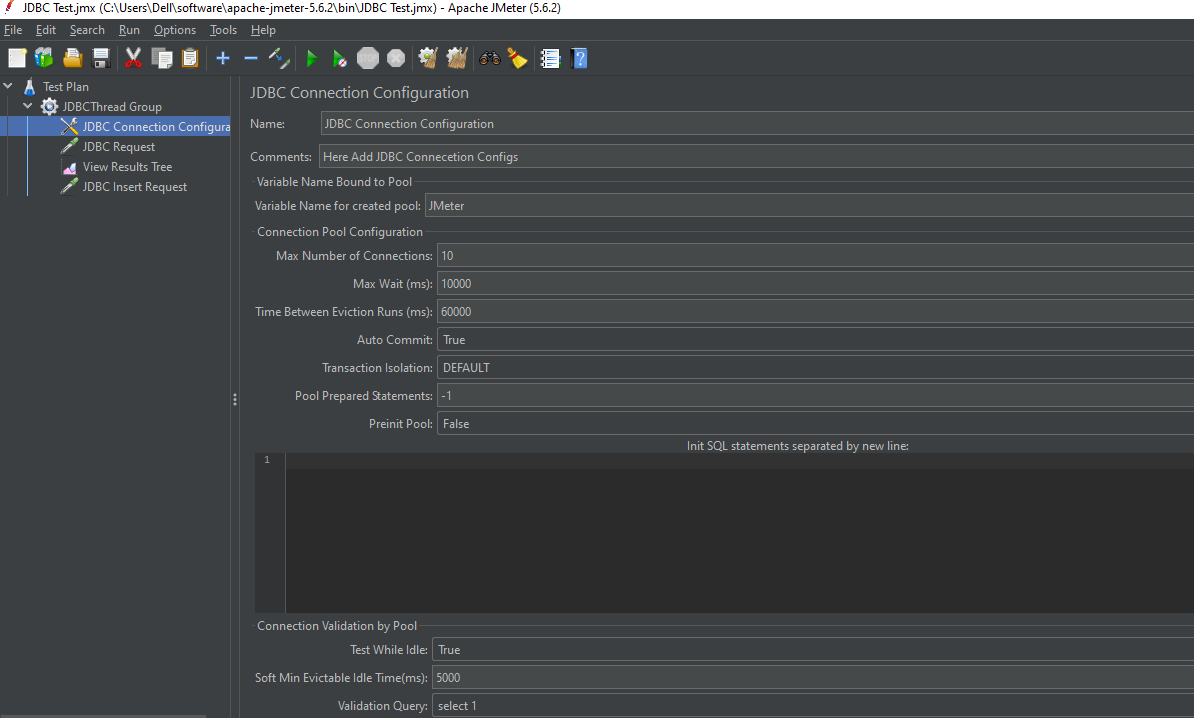 JDBC Test.jmx (C:\Users\Dell\software\apache-jmeter-5.6.2\bin\JDBC Test.jmx) - Apache JMeter (5.6.2)
File Edit Search Run Options Tools Help
STOP
Test Plan
JDBCThread Group
JDBC Connection Configura
JDBC Request
View Results Tree
JDBC Insert Request
JDBC Connection Configuration
Name: JDBC Connection Configuration
Comments: Here Add JDBC Connecetion Configs
Variable Name Bound to Pool
Variable Name for created pool: JMeter
Connection Pool Configuration
Max Number of Connections: 10
Max Wait (ms): 10000
Time Between Eviction Runs (ms): 60000
Auto Commit: True
Transaction Isolation: DEFAULT
Pool Prepared Statements: -1
Preinit Pool: False
Init SQL statements separated by new line:
1
Connection Validation by Pool
Test While Idle: True
Soft Min Evictable Idle Time(ms): 5000
Validation Query: select 1